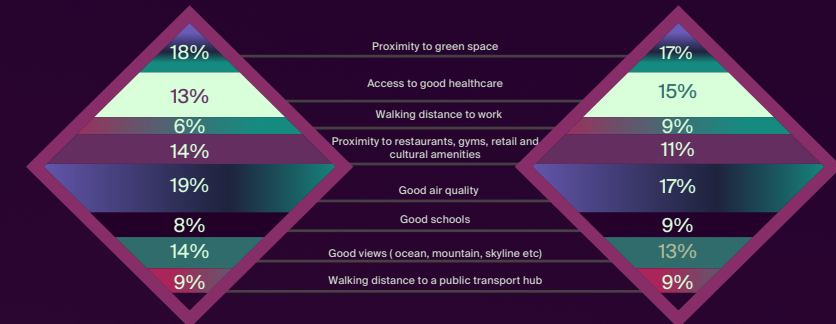 18%
Proximity to green space
17%
13%
Access to good healthcare
15%
6%
Walking distance to work
9%
14%
Proximity to restaurants, gyms, retail and
cultural amenities
11%
19%
Good air quality
17%
8%
Good schools
9%
14%
Good views ( ocean, mountain, skyline etc)
13%
9%
Walking distance to a public transport hub
9%